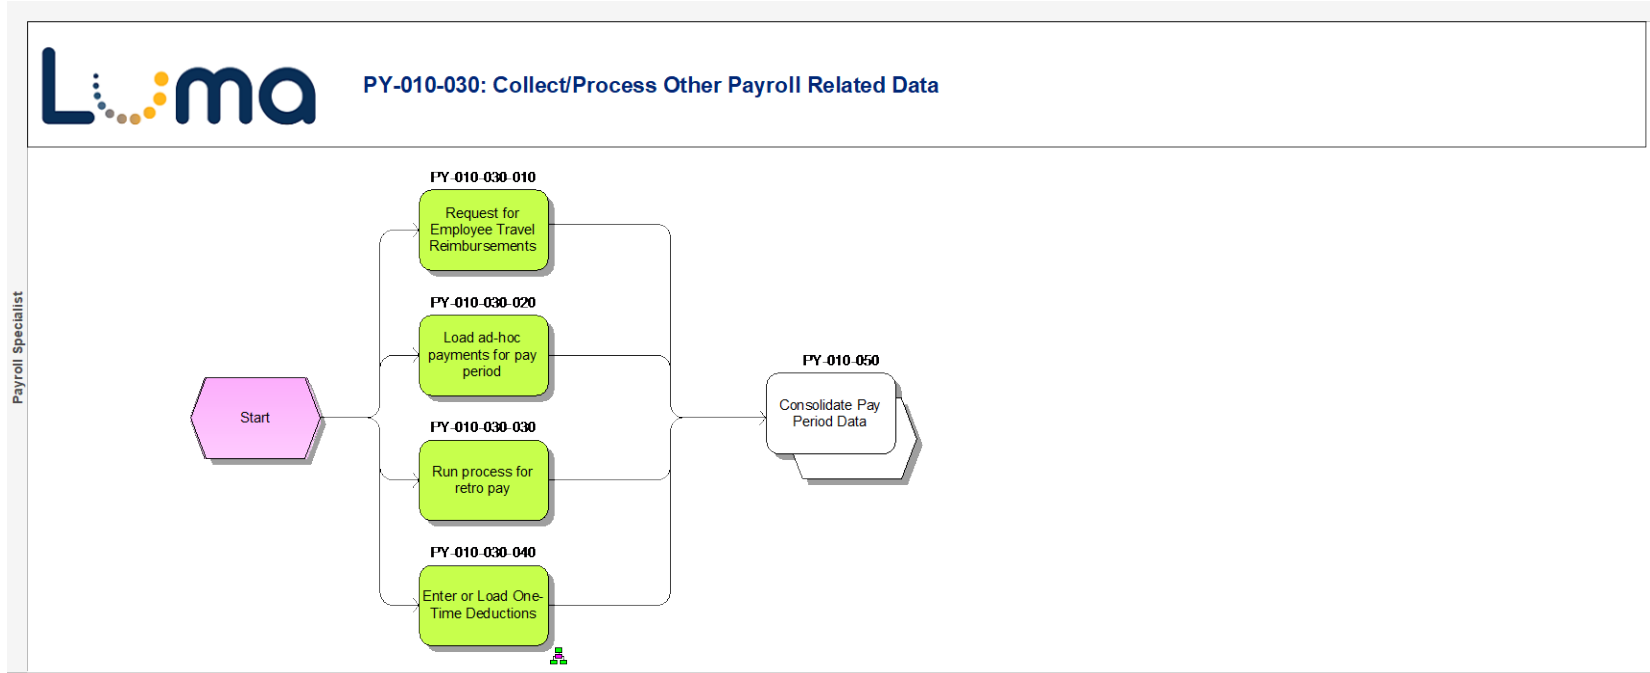 Luma
PY-010-030: Collect/Process Other Payroll Related Data
Payroll Specialist
Start
PY-010-030-010
Request for
Employee Travel
Reimbursements
PY-010-030-020
Load ad-hoc
payments for pay
period
PY-010-030-030
Run process for
retro pay
PY-010-030-040
Enter or Load One-
Time Deductions
PY-010-050
Consolidate Pay
Period Data